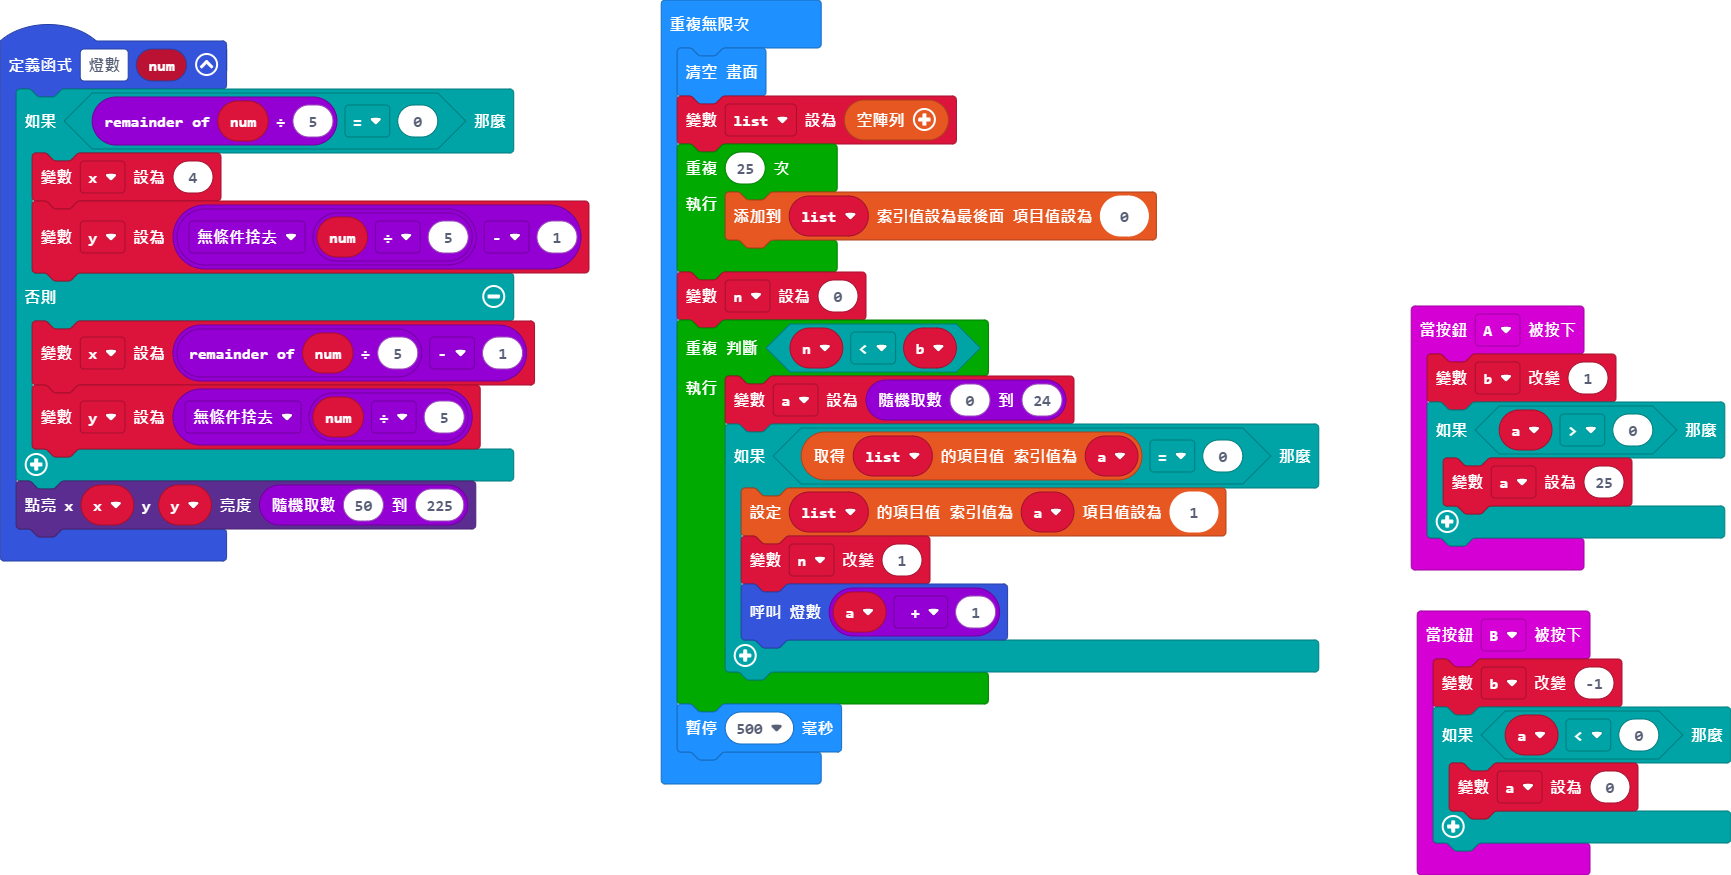 定義函式 燈數 num
如果 remainder of num ÷ 5 = 0 那麼
變數 x 設為 4
變數 y 設為 無條件捨去 num ÷ 5 - 1
否則
變數 x 設為 remainder of num ÷ 5 - 1
變數 y 設為 無條件捨去 num ÷ 5
點亮 x x y y 亮度 隨機取數 50 到 225
重複無限次
清空 畫面
變數 list 設為 空陣列
重複 25 次
執行 添加到 list 索引值設為最後面 項目值設為 0
變數 n 設為 0
重複 判斷 n < b
執行 變數 a 設為 隨機取數 0 到 24
如果 取得 list 的項目值 索引值為 a = 0 那麼
設定 list 的項目值 索引值為 a 項目值設為 1
變數 n 改變 1
呼叫 燈數 a + 1
暫停 500 毫秒
當按鈕 A 被按下
變數 b 改變 1
如果 a > 0 那麼
變數 a 設為 25
當按鈕 B 被按下
變數 b 改變 -1
如果 a < 0 那麼
變數 a 設為 0